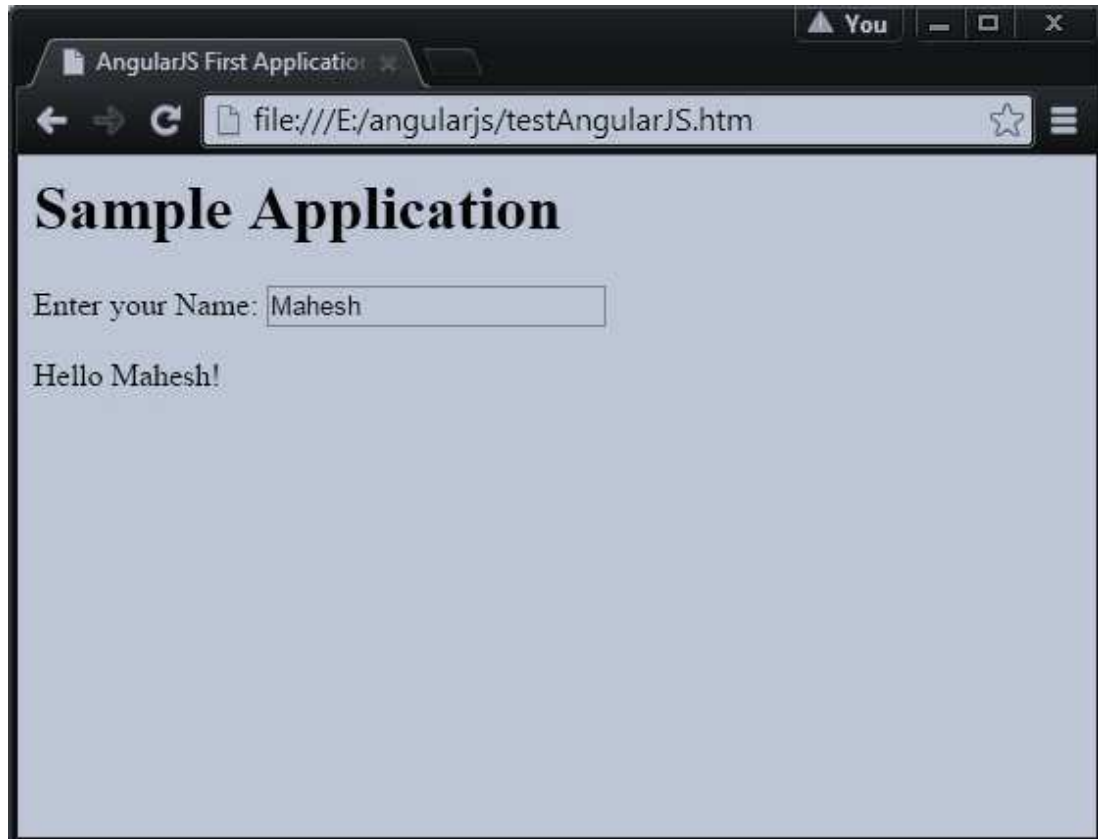 You
AngularJS First Applicatio
file:///E:/angularjs/testAngularJS.htm
Sample Application
Enter your Name: Mahesh
Hello Mahesh!